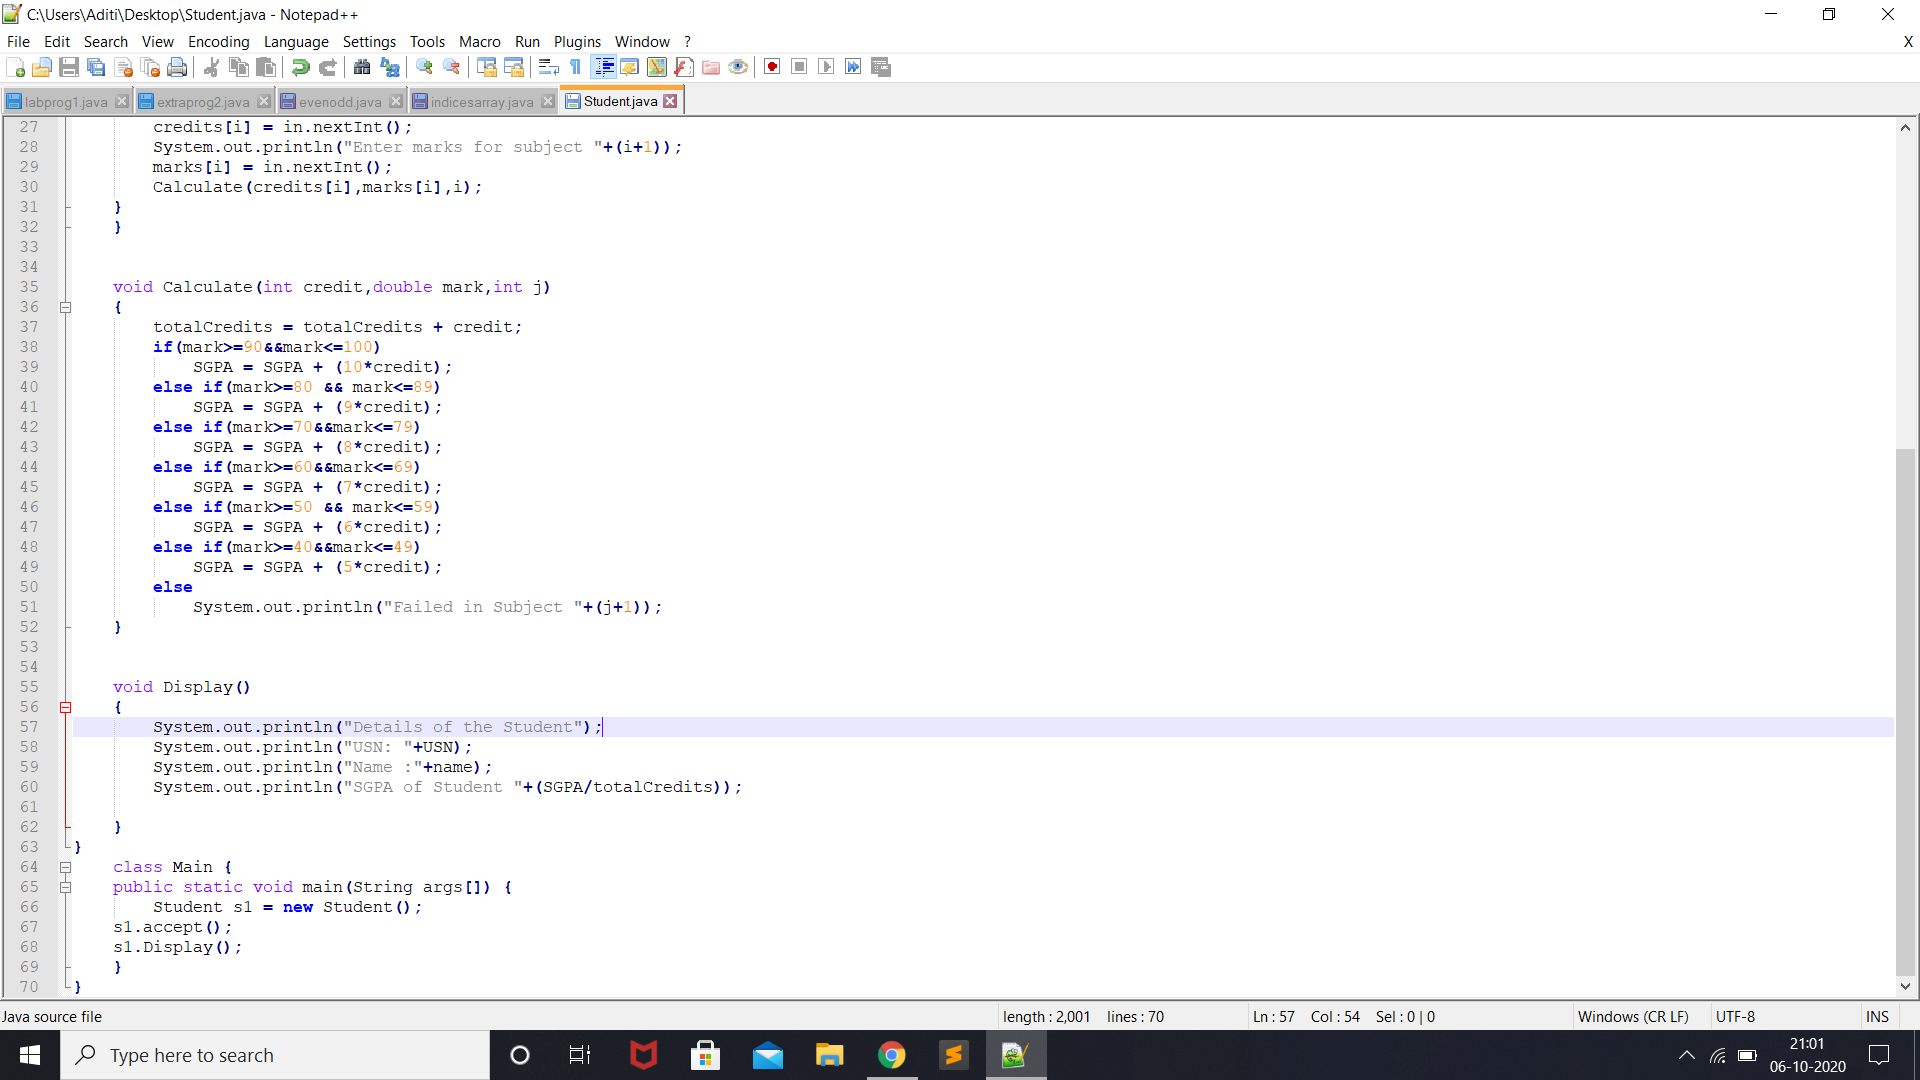 C:\Users\Aditi\Desktop\Student.java - Notepad++
File Edit Search View Encoding Language Settings Tools Macro Run Plugins Window ? X
labprog1.java extraprog2.java evenodd.java indicesarray.java Student.java
27 credits[i] = in.nextInt();
28 System.out.println("Enter marks for subject "+(i+1));
29 marks[i] = in.nextInt();
30 Calculate(credits[i],marks[i],i);
31 }
32 }
33
34
35 void Calculate(int credit,double mark,int j)
36 {
37 totalCredits = totalCredits + credit;
38 if(mark>=90&&mark<=100)
39 SGPA = SGPA + (10*credit);
40 else if(mark>=80 && mark<=89)
41 SGPA = SGPA + (9*credit);
42 else if(mark>=70&&mark<=79)
43 SGPA = SGPA + (8*credit);
44 else if(mark>=60&&mark<=69)
45 SGPA = SGPA + (7*credit);
46 else if(mark>=50 && mark<=59)
47 SGPA = SGPA + (6*credit);
48 else if(mark>=40&&mark<=49)
49 SGPA = SGPA + (5*credit);
50 else
51 System.out.println("Failed in Subject "+(j+1));
52 }
53
54
55 void Display()
56 {
57 System.out.println("Details of the Student");
58 System.out.println("USN: "+USN);
59 System.out.println("Name :"+name);
60 System.out.println("SGPA of Student "+(SGPA/totalCredits));
61
62 }
63 }
64 class Main {
65 public static void main(String args[]) {
66 Student s1 = new Student();
67 s1.accept();
68 s1.Display();
69 }
70 }
Java source file length : 2,001 lines : 70 Ln : 57 Col : 54 Sel : 0 | 0 Windows (CR LF) UTF-8 INS
Type here to search
21:01
06-10-2020